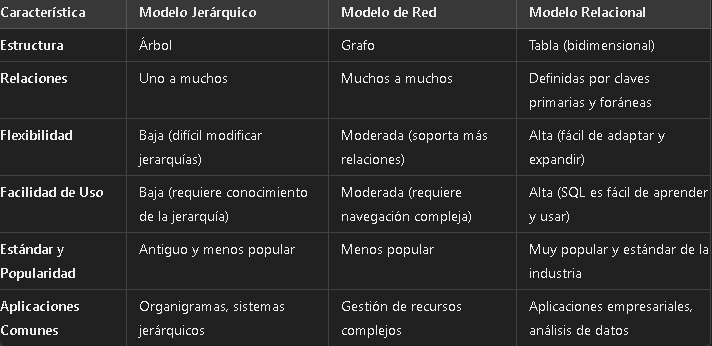 Característica Modelo Jerárquico Modelo de Red Modelo Relacional
Estructura Árbol Grafo Tabla (bidimensional)
Relaciones Uno a muchos Muchos a muchos Definidas por claves
primarias y foráneas
Flexibilidad Baja (difícil modificar Moderada (soporta más Alta (fácil de adaptar y
jerarquías) relaciones) expandir)
Facilidad de Uso Baja (requiere conocimiento Moderada (requiere Alta (SQL es fácil de aprender
de la jerarquía) navegación compleja) y usar)
Estándar y Antiguo y menos popular Menos popular Muy popular y estándar de la
Popularidad industria
Aplicaciones Organigramas, sistemas Gestión de recursos Aplicaciones empresariales,
Comunes jerárquicos complejos análisis de datos